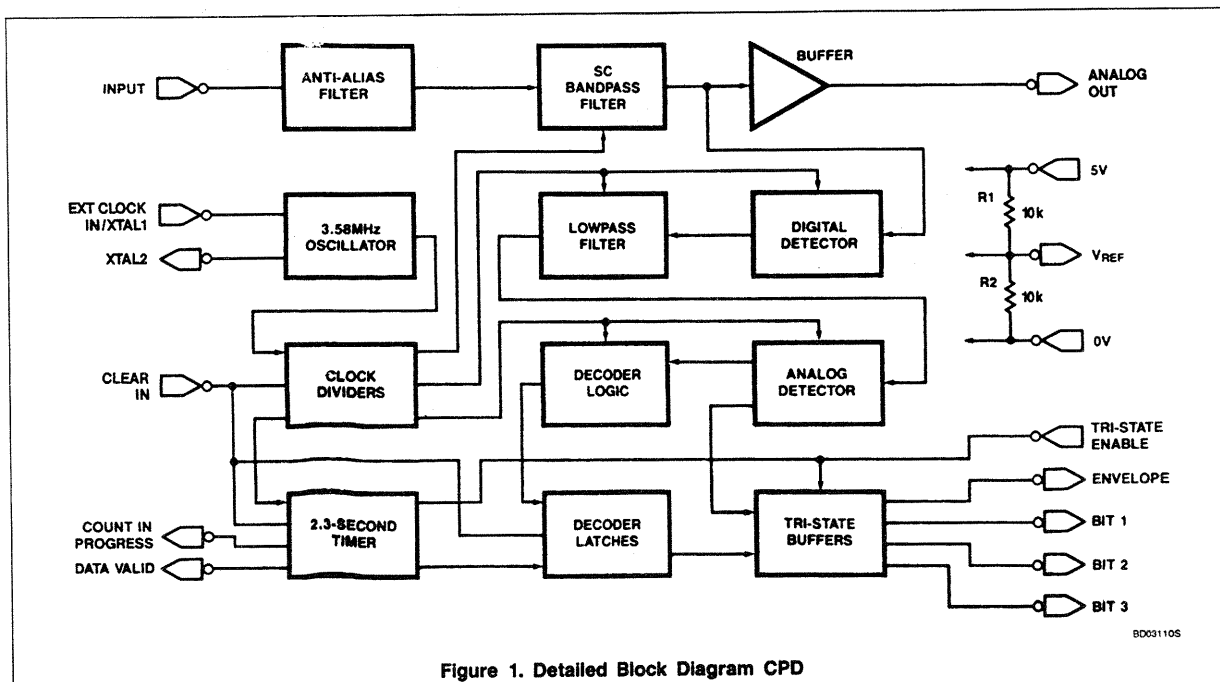 BUFFER
INPUT
ANTI-ALIAS
FILTER
SC
BANDPASS
FILTER
ANALOG
OUT
5V
R1
10k
EXT CLOCK
IN/XTAL1
XTAL2
3.58MHz
OSCILLATOR
LOWPASS
FILTER
DIGITAL
DETECTOR
VREF
R2
10k
0V
CLEAR
IN
CLOCK
DIVIDERS
DECODER
LOGIC
ANALOG
DETECTOR
TRI-STATE
ENABLE
COUNT IN
PROGRESS
DATA VALID
2.3-SECOND
TIMER
DECODER
LATCHES
TRI-STATE
BUFFERS
ENVELOPE
BIT 1
BIT 2
BIT 3
BD03110S
Figure 1. Detailed Block Diagram CPD